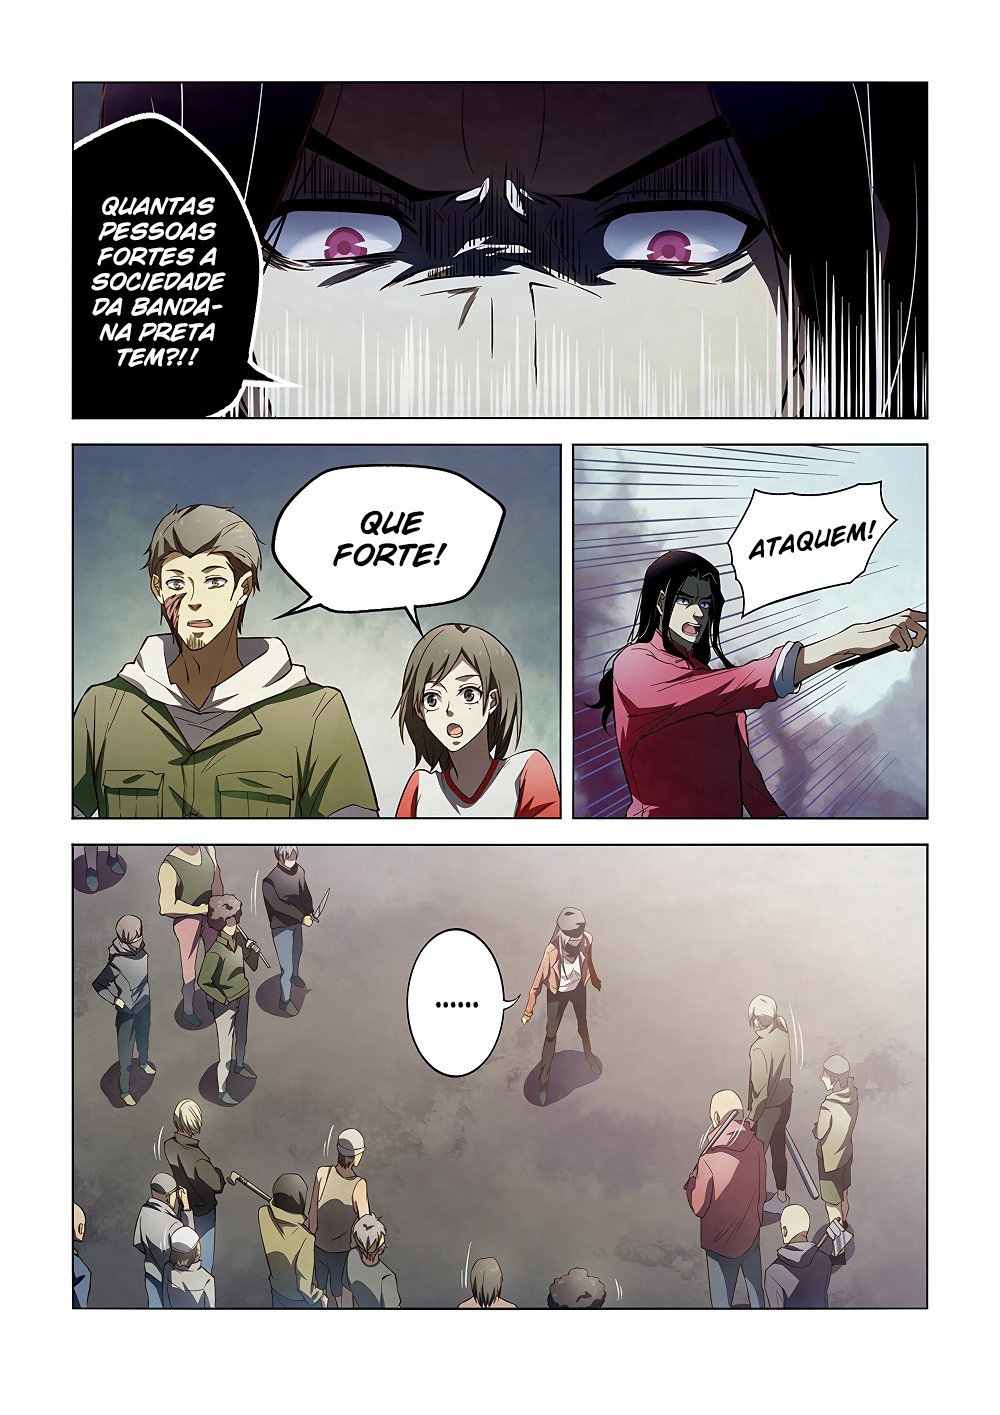 QUANTAS
PESSOAS
FORTES A
SOCIEDADE
DA BANDA-
NA PRETA
TEM?!!
QUE
FORTE!
ATAQUEM!
......